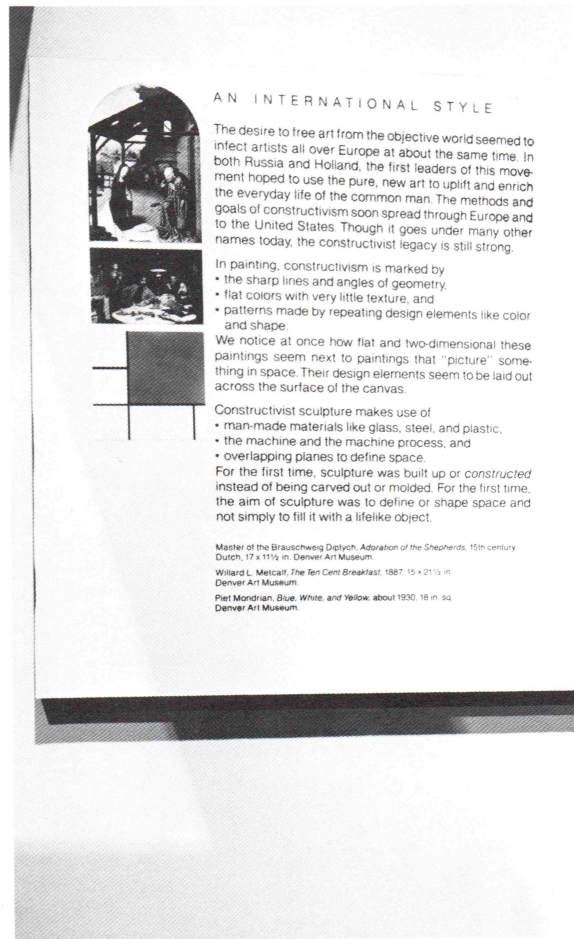 AN INTERNATIONAL STYLE
The desire to free art from the objective world seemed to
infect artists all over Europe at about the same time. In
both Russia and Holland, the first leaders of this move-
ment hoped to use the pure, new art to uplift and enrich
the everyday life of the common man. The methods and
goals of constructivism soon spread through Europe and
to the United States. Though it goes under many other
names today, the constructivist legacy is still strong.
In painting, constructivism is marked by
• the sharp lines and angles of geometry,
• flat colors with very little texture, and
• patterns made by repeating design elements like color
and shape.
We notice at once how flat and two-dimensional these
paintings seem next to paintings that "picture" some-
thing in space. Their design elements seem to be laid out
across the surface of the canvas.
Constructivist sculpture makes use of
• man-made materials like glass, steel, and plastic,
• the machine and the machine process, and
• overlapping planes to define space.
For the first time, sculpture was built up or constructed
instead of being carved out or molded. For the first time,
the aim of sculpture was to define or shape space and
not simply to fill it with a lifelike object.
Master of the Brauschweig Diptych, Adoration of the Shepherds, 15th century
Dutch, 17 x 11½ in. Denver Art Museum.
Willard L. Metcalf, The Ten Cent Breakfast, 1887, 15 x 21½ in
Denver Art Museum.
Piet Mondrian, Blue, White, and Yellow, about 1930, 18 in. sq
Denver Art Museum.